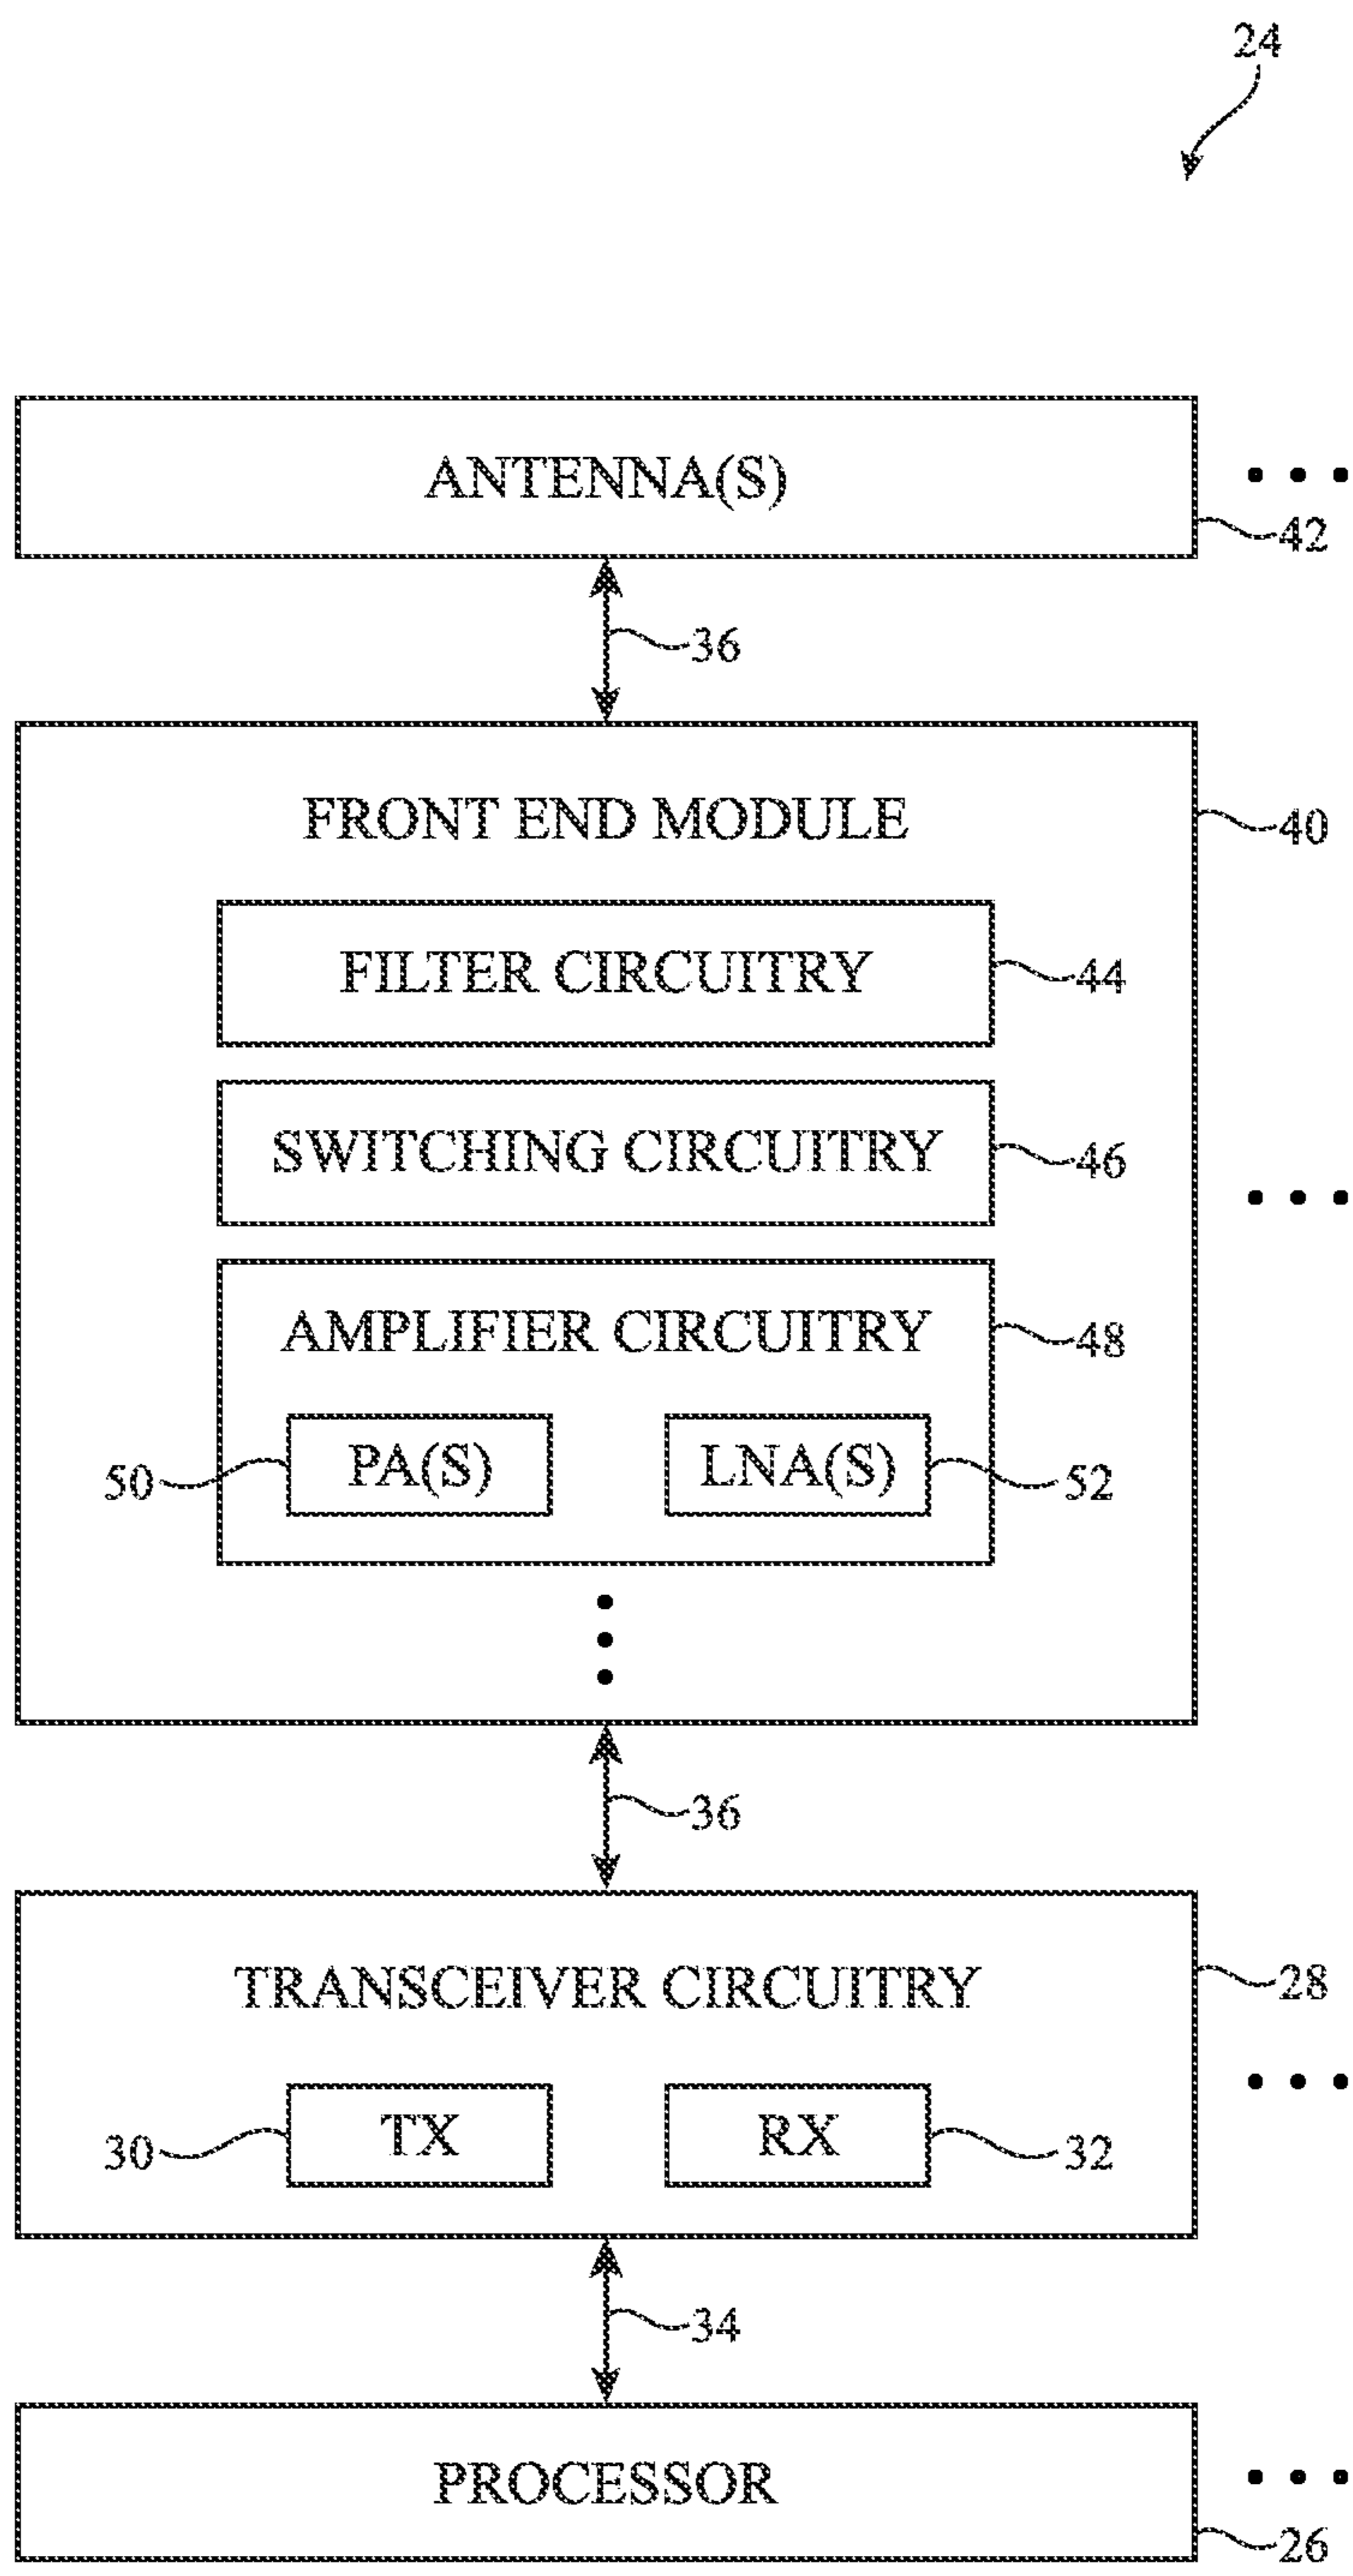 24
ANTENNA(S)
42
36
FRONT END MODULE
40
FILTER CIRCUITRY
44
SWITCHING CIRCUITRY
46
AMPLIFIER CIRCUITRY
48
50
PA(S)
LNA(S)
52
36
TRANSCEIVER CIRCUITRY
28
30
TX
RX
32
34
PROCESSOR
26